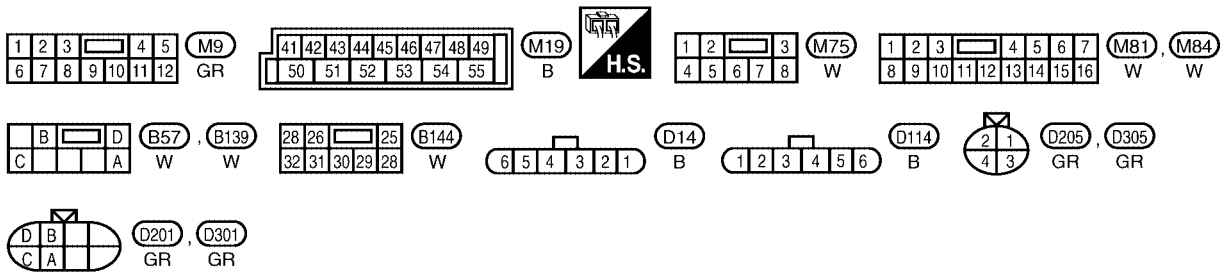 1 2 3 4 5 M9
6 7 8 9 10 11 12 GR
41 42 43 44 45 46 47 48 49 M19
50 51 52 53 54 55 B
H.S.
1 2 3 M75
4 5 6 7 8 W
1 2 3 4 5 6 7 M81 , M84
8 9 10 11 12 13 14 15 16 W W
B D B57 , B139
C A W W
28 26 25 B144
32 31 30 29 28 W
6 5 4 3 2 1 D14
B
1 2 3 4 5 6 D114
B
2 1 D205 , D305
4 3 GR GR
D B D201 , D301
C A GR GR